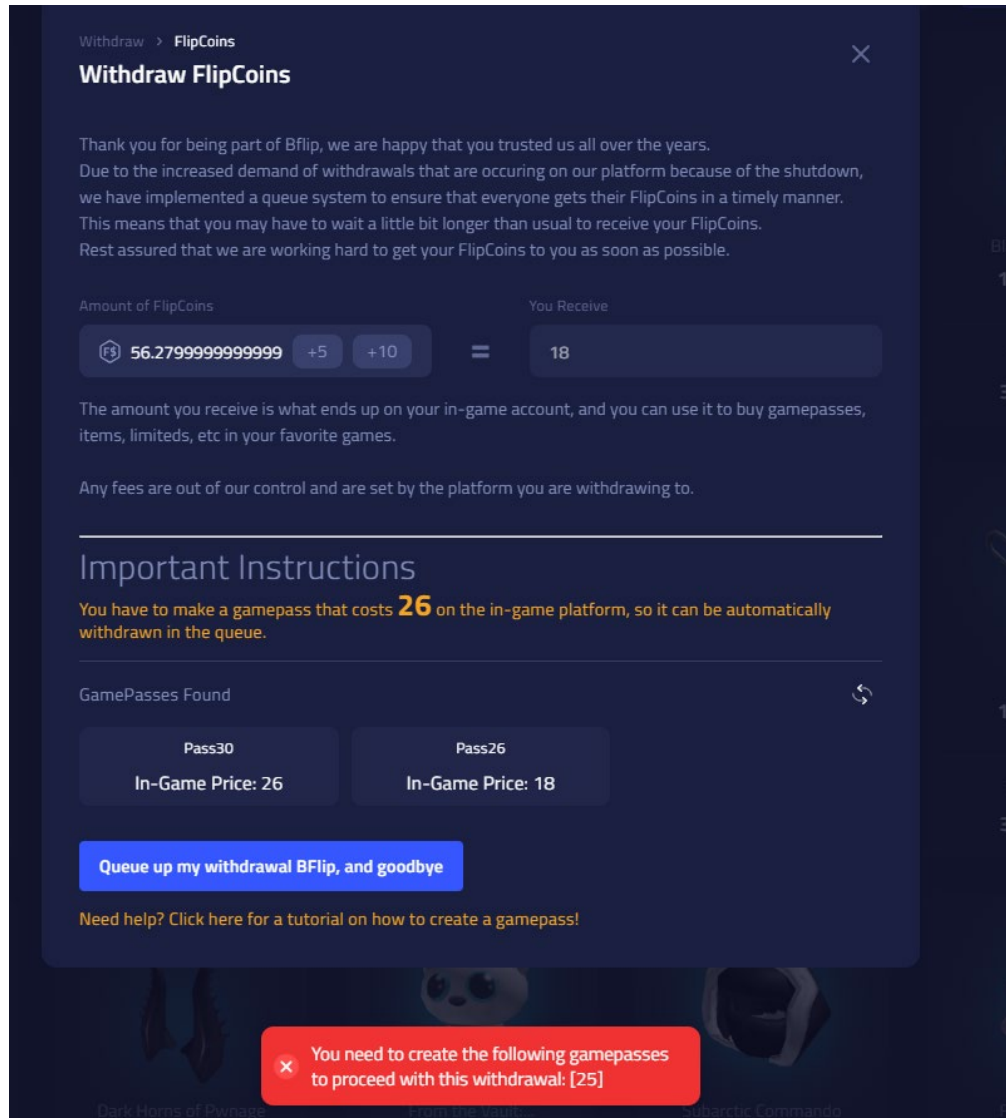 Withdraw > FlipCoins
Withdraw FlipCoins
Thank you for being part of Bflip, we are happy that you trusted us all over the years.
Due to the increased demand of withdrawals that are occuring on our platform because of the shutdown,
we have implemented a queue system to ensure that everyone gets their FlipCoins in a timely manner.
This means that you may have to wait a little bit longer than usual to receive your FlipCoins.
Rest assured that we are working hard to get your FlipCoins to you as soon as possible.
Amount of FlipCoins
You Receive
F$ 56.2799999999999 +5 +10 = 18
The amount you receive is what ends up on your in-game account, and you can use it to buy gamepasses,
items, limiteds, etc in your favorite games.
Any fees are out of our control and are set by the platform you are withdrawing to.
Important Instructions
You have to make a gamepass that costs 26 on the in-game platform, so it can be automatically
withdrawn in the queue.
GamePasses Found
Pass30
In-Game Price: 26
Pass26
In-Game Price: 18
Queue up my withdrawal BFlip, and goodbye
Need help? Click here for a tutorial on how to create a gamepass!
You need to create the following gamepasses
to proceed with this withdrawal: [25]
Dark Horns of Pwnage
From the Vault:...
Subarctic Commando